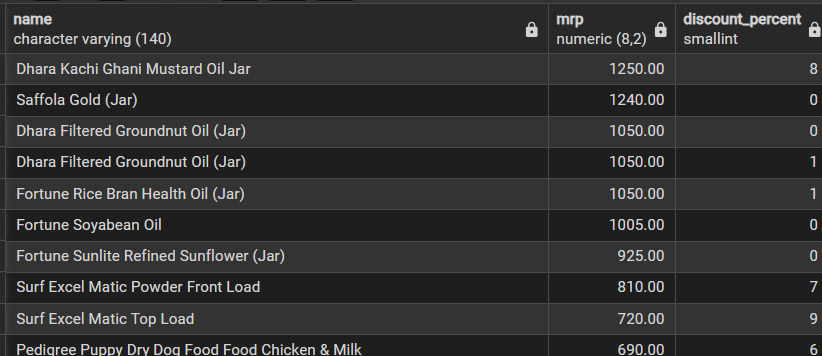 name mrp discount_percent
character varying (140) numeric (8,2) smallint
Dhara Kachi Ghani Mustard Oil Jar 1250.00 8
Saffola Gold (Jar) 1240.00 0
Dhara Filtered Groundnut Oil (Jar) 1050.00 0
Dhara Filtered Groundnut Oil (Jar) 1050.00 1
Fortune Rice Bran Health Oil (Jar) 1050.00 1
Fortune Soyabean Oil 1005.00 0
Fortune Sunlite Refined Sunflower (Jar) 925.00 0
Surf Excel Matic Powder Front Load 810.00 7
Surf Excel Matic Top Load 720.00 9
Pedigree Puppy Dry Dog Food Food Chicken & Milk 690.00 6